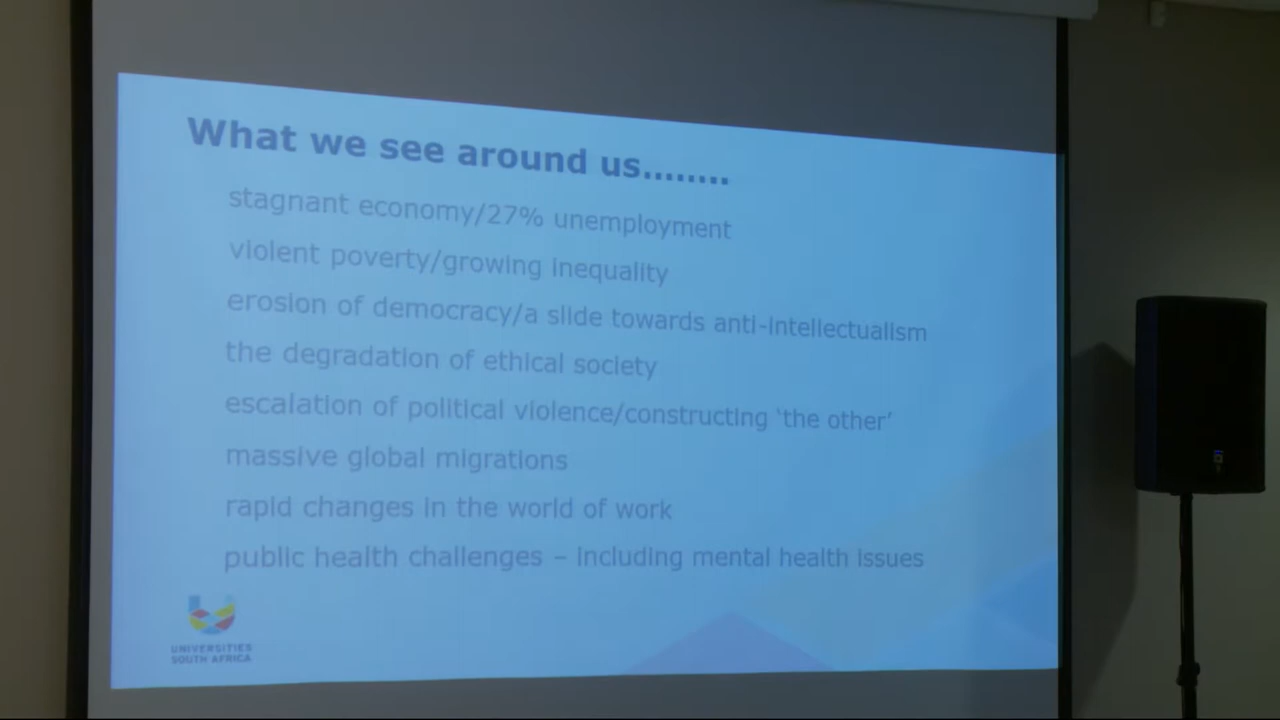 What we see around us........
stagnant economy/27% unemployment
violent poverty/growing inequality
erosion of democracy/a slide towards anti-intellectualism
the degradation of ethical society
escalation of political violence/constructing ‘the other’
massive global migrations
rapid changes in the world of work
public health challenges – including mental health issues
UNIVERSITIES
SOUTH AFRICA